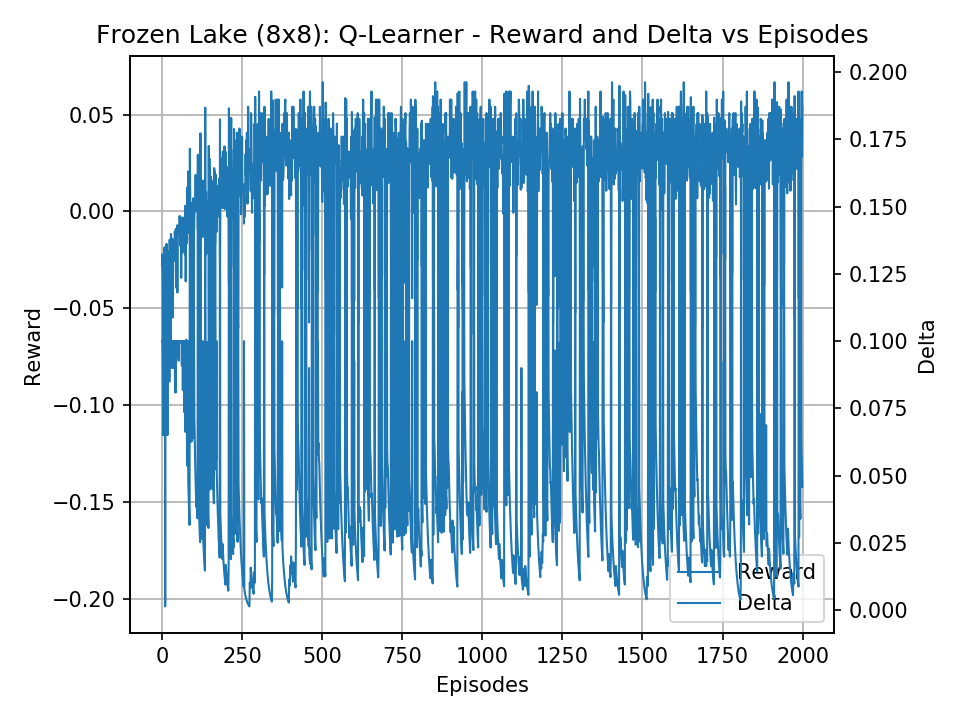 Frozen Lake (8x8): Q-Learner - Reward and Delta vs Episodes
0.05
0.00
−0.05
−0.10
−0.15
−0.20
Reward
0.200
0.175
0.150
0.125
0.100
0.075
0.050
0.025
0.000
Delta
Reward
Delta
0 250 500 750 1000 1250 1500 1750 2000
Episodes